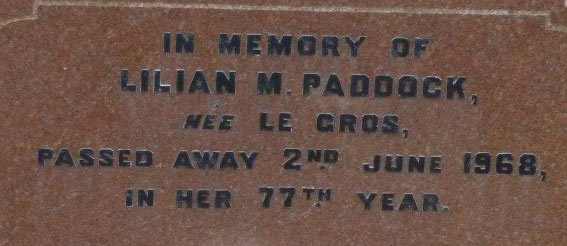 IN MEMORY OF
LILIAN M. PADDOCK,
NÉE LE GROS,
PASSED AWAY 2ND JUNE 1968,
IN HER 77TH YEAR.